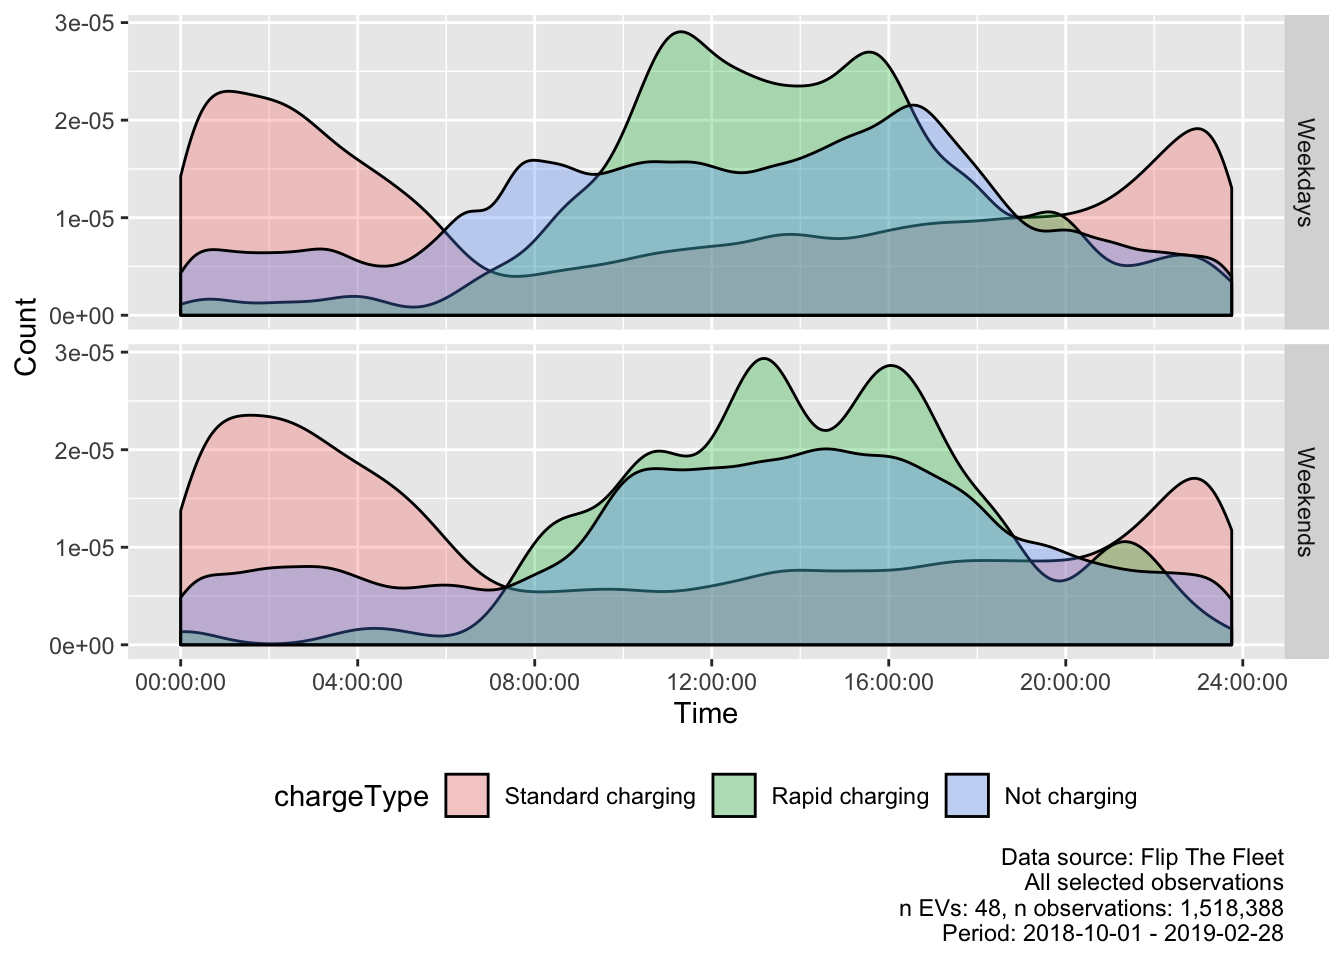 3e-05
2e-05
1e-05
0e+00
Weekdays
Count
3e-05
2e-05
1e-05
0e+00
Weekends
00:00:00 04:00:00 08:00:00 12:00:00 16:00:00 20:00:00 24:00:00
Time
chargeType Standard charging Rapid charging Not charging
Data source: Flip The Fleet
All selected observations
n EVs: 48, n observations: 1,518,388
Period: 2018-10-01 - 2019-02-28